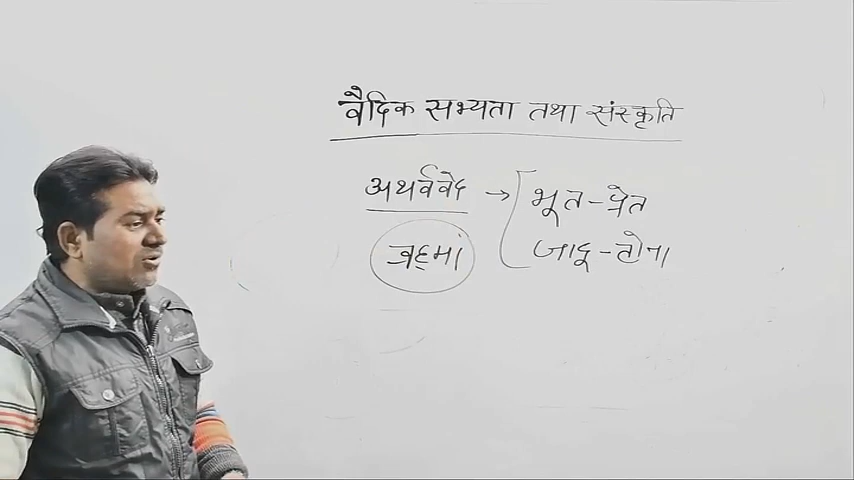 वैदिक सभ्यता तथा संस्कृति
अथर्ववेद → भूत-प्रेत
जादू-टोना
ब्रह्मां